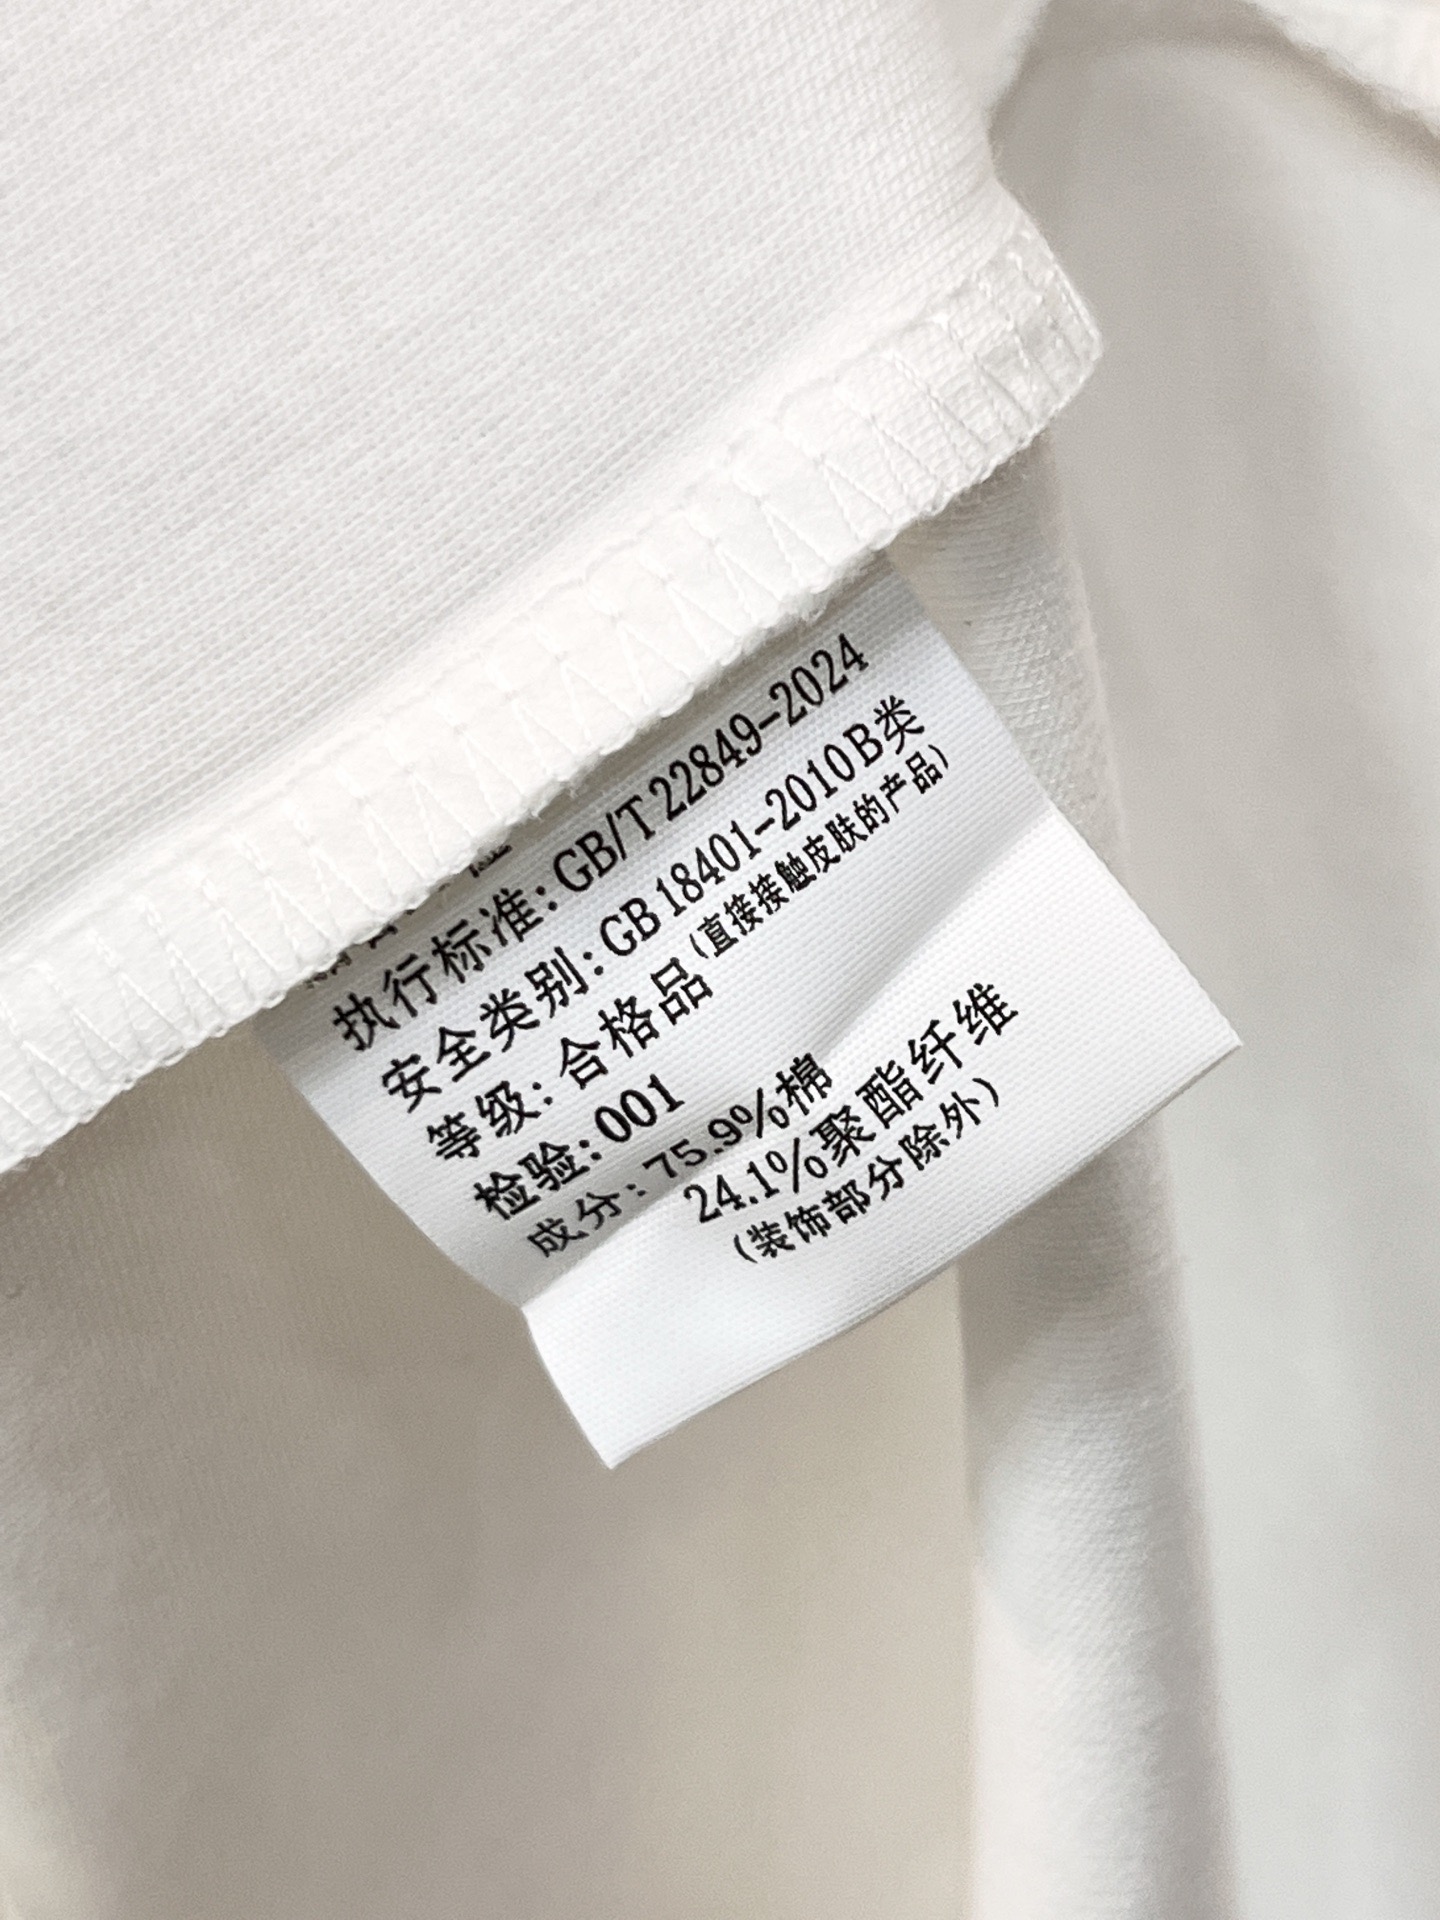 执行标准：GB/T 22849-2024
安全类别：GB 18401-2010 B类
(直接接触皮肤的产品)
等级：合格品
检验：001
成分：75.9%棉
24.1%聚酯纤维
(装饰部分除外)